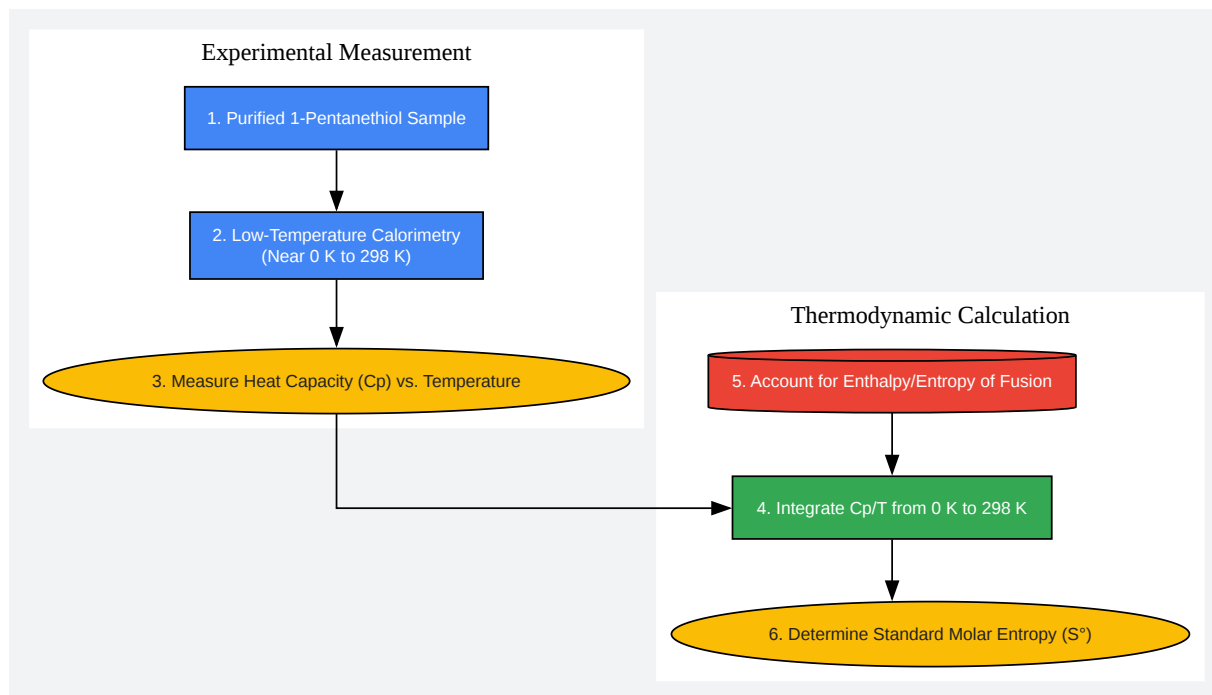 Experimental Measurement
1. Purified 1-Pentanethiol Sample
2. Low-Temperature Calorimetry
(Near 0 K to 298 K)
3. Measure Heat Capacity (Cp) vs. Temperature
Thermodynamic Calculation
5. Account for Enthalpy/Entropy of Fusion
4. Integrate Cp/T from 0 K to 298 K
6. Determine Standard Molar Entropy (S°)